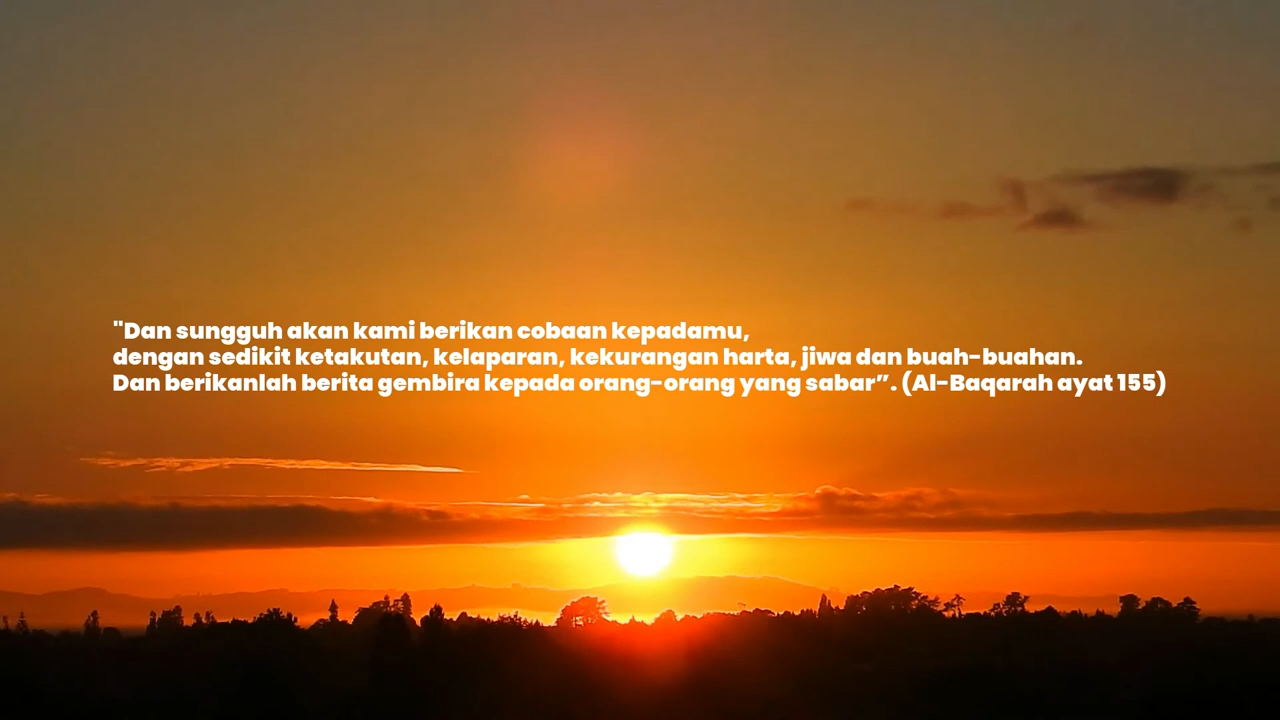 "Dan sungguh akan kami berikan cobaan kepadamu,
dengan sedikit ketakutan, kelaparan, kekurangan harta, jiwa dan buah-buahan.
Dan berikanlah berita gembira kepada orang-orang yang sabar”. (Al-Baqarah ayat 155)